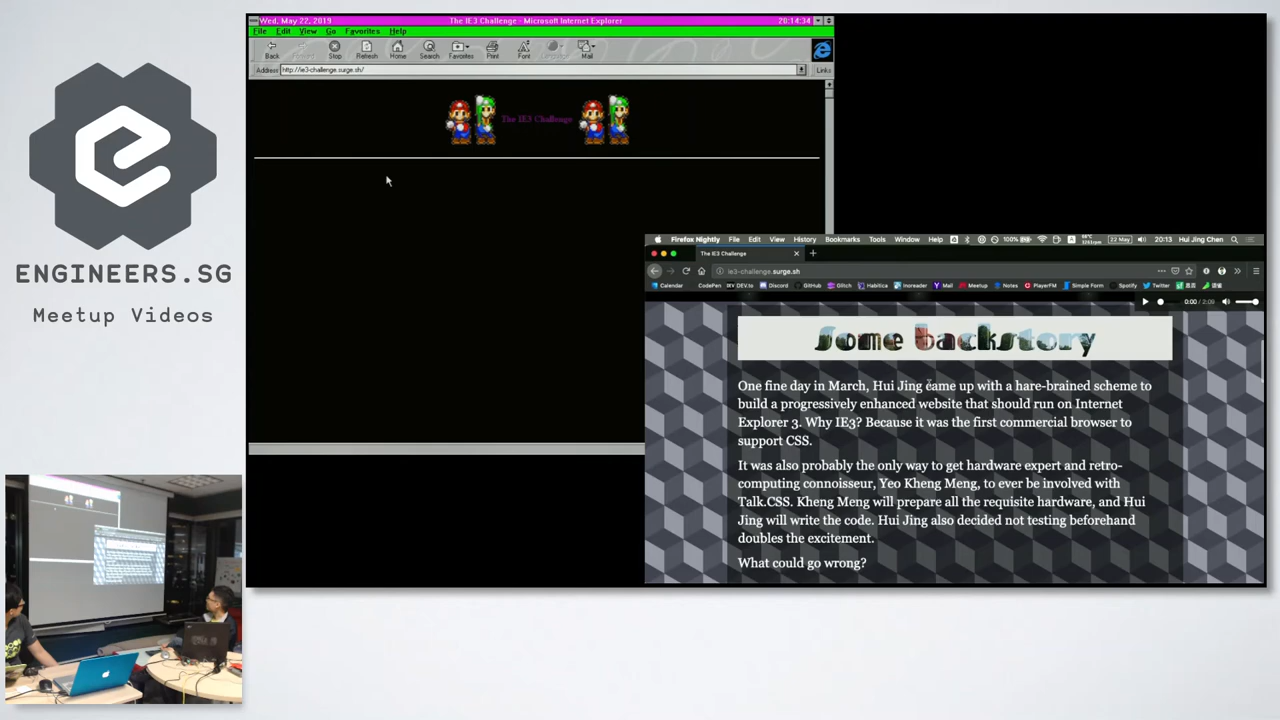 ENGINEERS.SG
Meetup Videos
Wed, May 22, 2019 The IE3 Challenge - Microsoft Internet Explorer 20:14:34
File Edit View Go Favorites Help
Back Forward Stop Refresh Home Search Favorites Print Font Mail
Address http://ie3-challenge.surge.sh/ Links
The IE3 Challenge
Firefox Nightly File Edit View History Bookmarks Tools Window Help 100% 22 May 20:13 Hui Jing Chen
The IE3 Challenge
ie3-challenge.surge.sh
Calendar CodePen DEV.to Discord GitHub Glitch Habitica Inoreader Mail Meetup Notes PlayerFM Simple Form Spotify Twitter
0:00 / 2:09
Some backstory
One fine day in March, Hui Jing came up with a hare-brained scheme to
build a progressively enhanced website that should run on Internet
Explorer 3. Why IE3? Because it was the first commercial browser to
support CSS.
It was also probably the only way to get hardware expert and retro-
computing connoisseur, Yeo Kheng Meng, to ever be involved with
Talk.CSS. Kheng Meng will prepare all the requisite hardware, and Hui
Jing will write the code. Hui Jing also decided not testing beforehand
doubles the excitement.
What could go wrong?